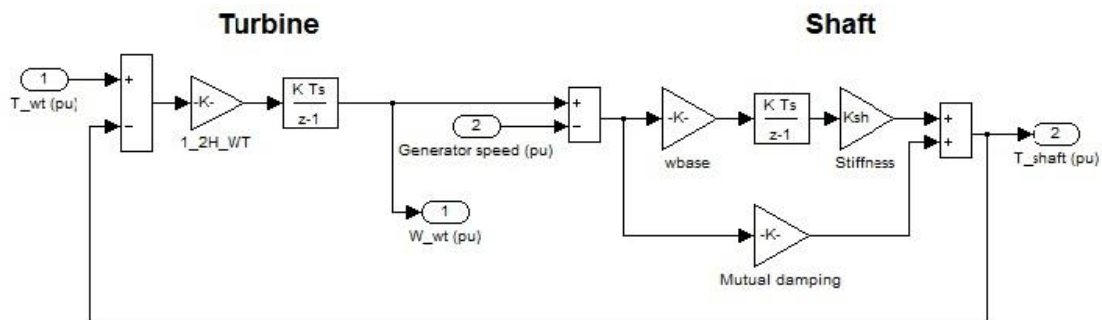 Turbine
Shaft
1
T_wt (pu)
+
−
-K-
1_2H_WT
K Ts
z-1
2
Generator speed (pu)
+
−
1
W_wt (pu)
-K-
wbase
K Ts
z-1
Ksh
Stiffness
-K-
Mutual damping
+
+
2
T_shaft (pu)